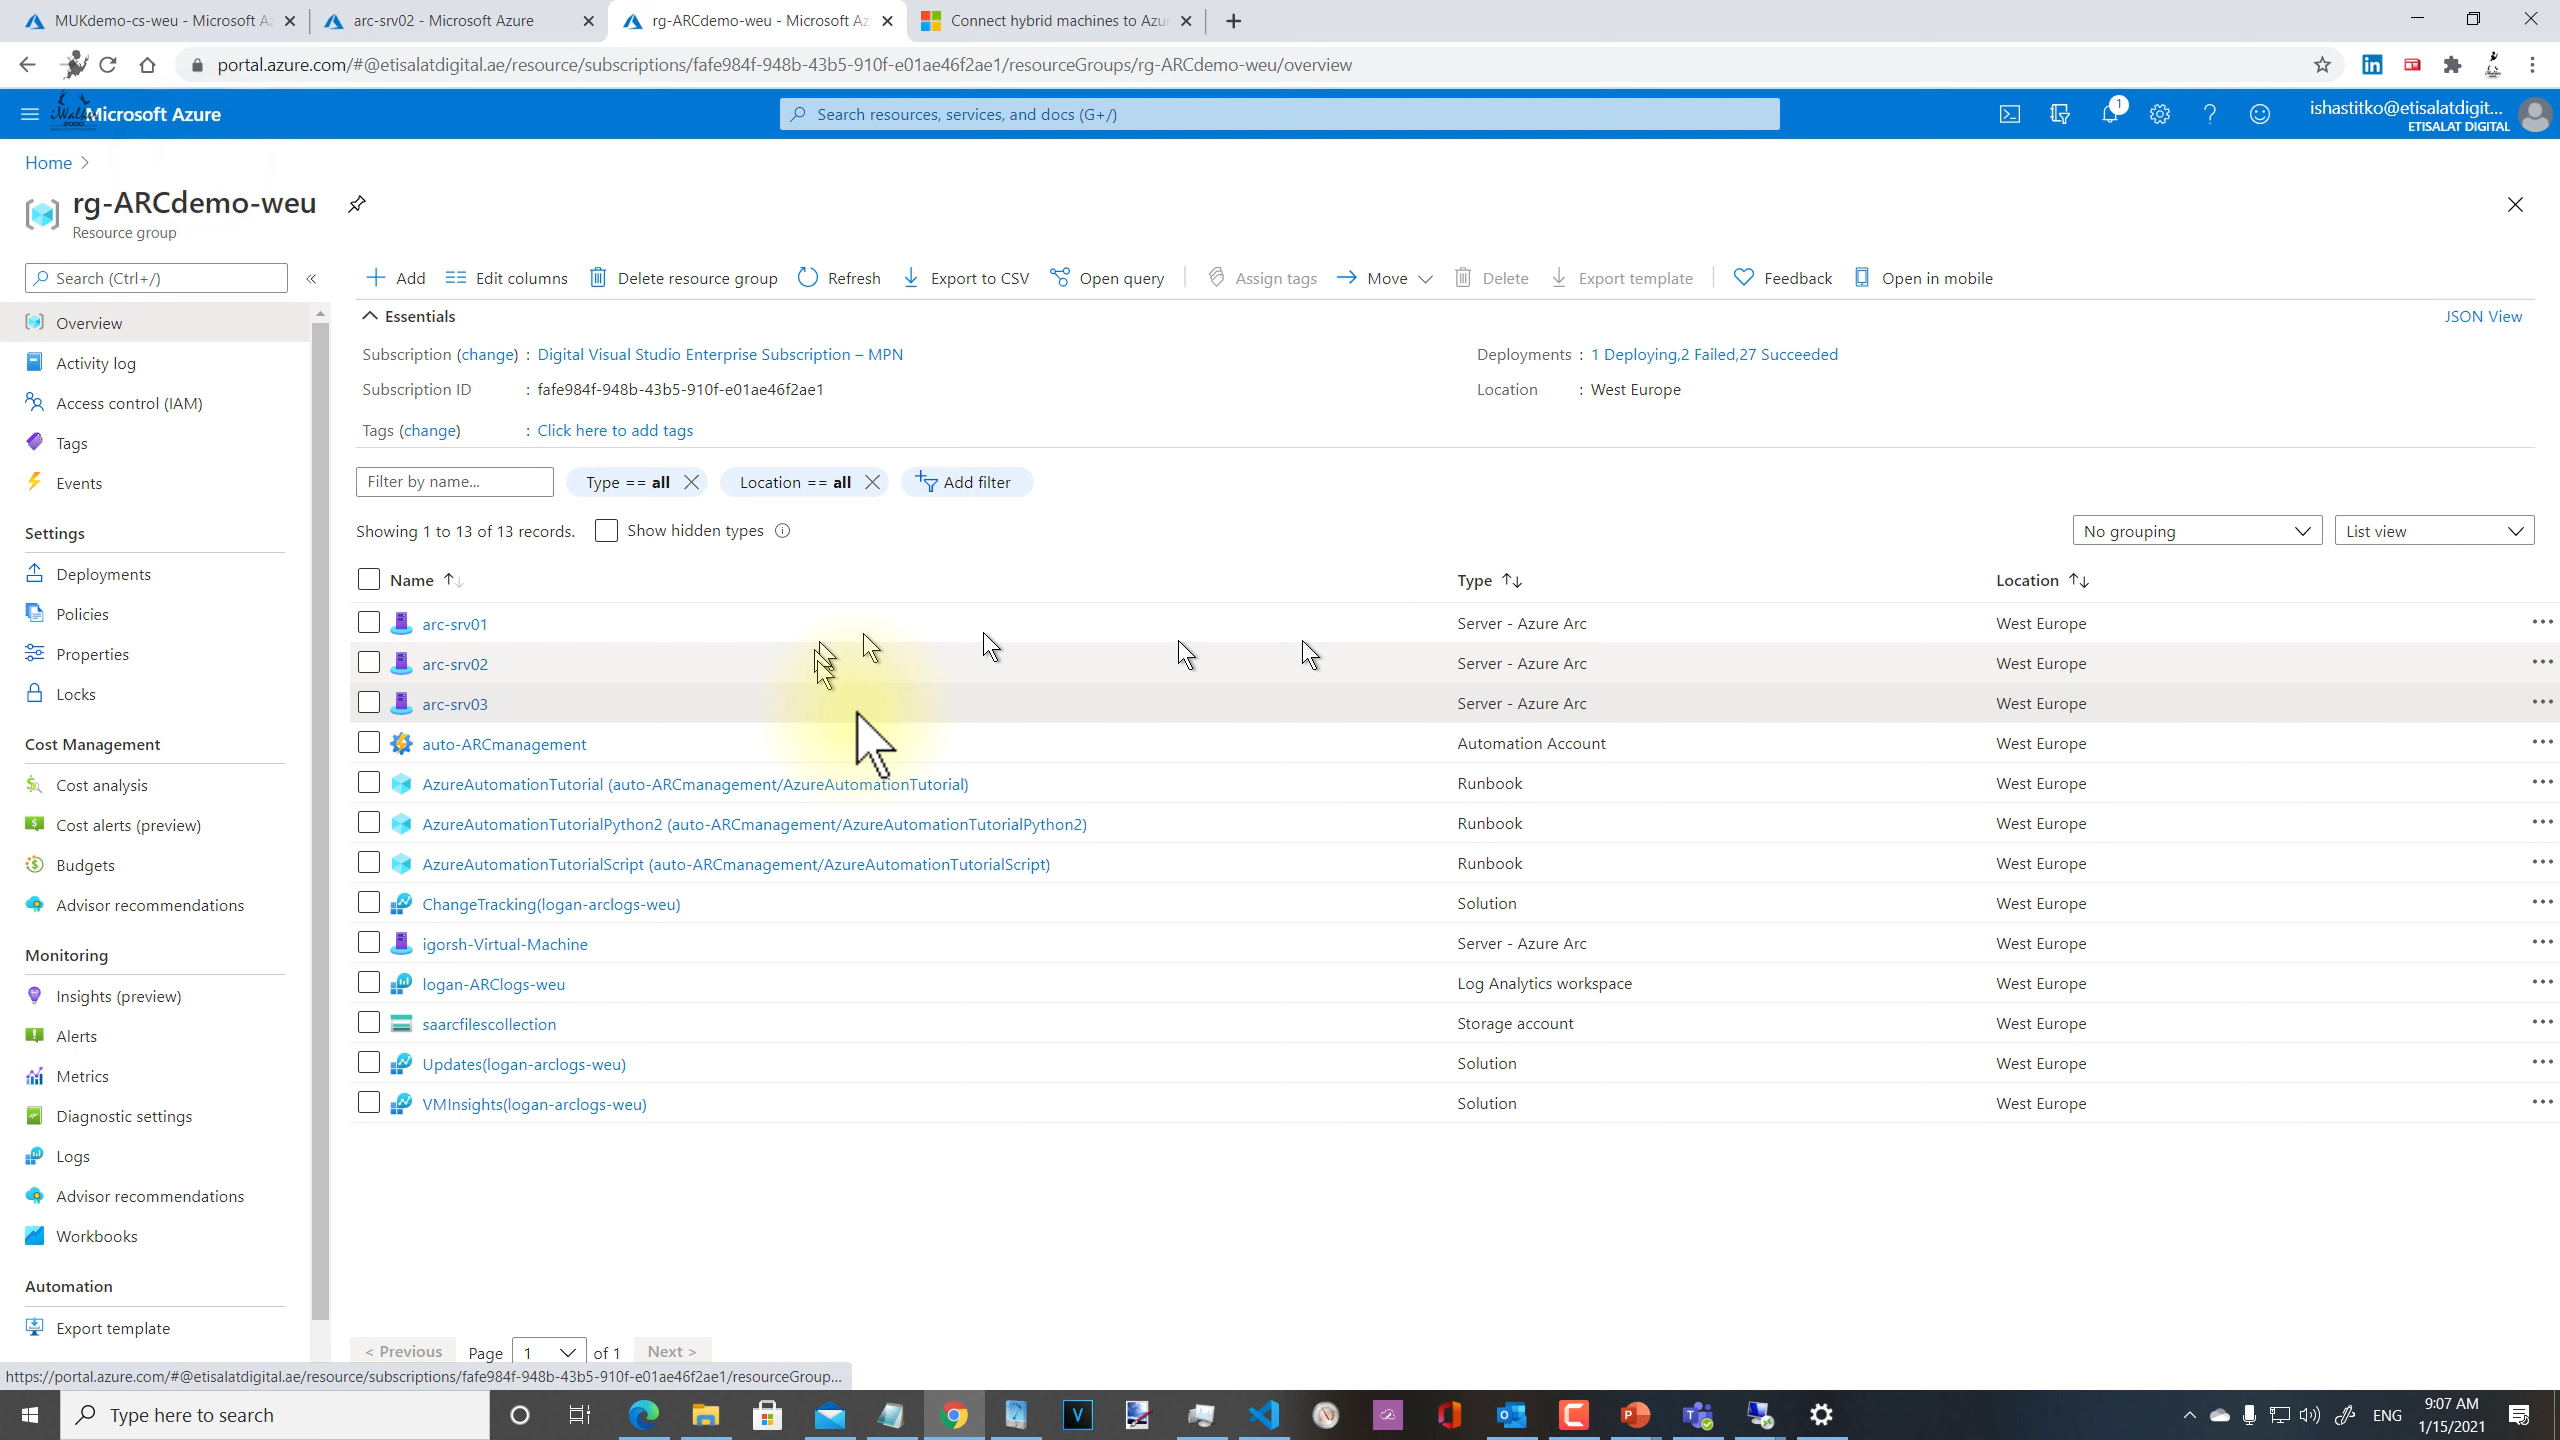 MUKdemo-cs-weu - Microsoft Az
arc-srv02 - Microsoft Azure
rg-ARCdemo-weu - Microsoft Az
Connect hybrid machines to Azu
portal.azure.com/#@etisalatdigital.ae/resource/subscriptions/fafe984f-948b-43b5-910f-e01ae46f2ae1/resourceGroups/rg-ARCdemo-weu/overview
Microsoft Azure
Search resources, services, and docs (G+/)
1
ishastitko@etisalatdigit...
ETISALAT DIGITAL
Home >
rg-ARCdemo-weu
Resource group
Search (Ctrl+/)
«
Add
Edit columns
Delete resource group
Refresh
Export to CSV
Open query
Assign tags
Move
Delete
Export template
Feedback
Open in mobile
Overview
Activity log
Access control (IAM)
Tags
Events
Settings
Deployments
Policies
Properties
Locks
Cost Management
Cost analysis
Cost alerts (preview)
Budgets
Advisor recommendations
Monitoring
Insights (preview)
Alerts
Metrics
Diagnostic settings
Logs
Advisor recommendations
Workbooks
Automation
Export template
Essentials
JSON View
Subscription (change) : Digital Visual Studio Enterprise Subscription – MPN
Deployments : 1 Deploying,2 Failed,27 Succeeded
Subscription ID : fafe984f-948b-43b5-910f-e01ae46f2ae1
Location : West Europe
Tags (change) : Click here to add tags
Filter by name...
Type == all
Location == all
Add filter
Showing 1 to 13 of 13 records.
Show hidden types
No grouping
List view
Name Type Location
arc-srv01 Server - Azure Arc West Europe
arc-srv02 Server - Azure Arc West Europe
arc-srv03 Server - Azure Arc West Europe
auto-ARCmanagement Automation Account West Europe
AzureAutomationTutorial (auto-ARCmanagement/AzureAutomationTutorial) Runbook West Europe
AzureAutomationTutorialPython2 (auto-ARCmanagement/AzureAutomationTutorialPython2) Runbook West Europe
AzureAutomationTutorialScript (auto-ARCmanagement/AzureAutomationTutorialScript) Runbook West Europe
ChangeTracking(logan-arclogs-weu) Solution West Europe
igorsh-Virtual-Machine Server - Azure Arc West Europe
logan-ARClogs-weu Log Analytics workspace West Europe
saarcfilescollection Storage account West Europe
Updates(logan-arclogs-weu) Solution West Europe
VMInsights(logan-arclogs-weu) Solution West Europe
< Previous Page 1 of 1 Next >
https://portal.azure.com/#@etisalatdigital.ae/resource/subscriptions/fafe984f-948b-43b5-910f-e01ae46f2ae1/resourceGroup...
Type here to search
ENG
9:07 AM
1/15/2021